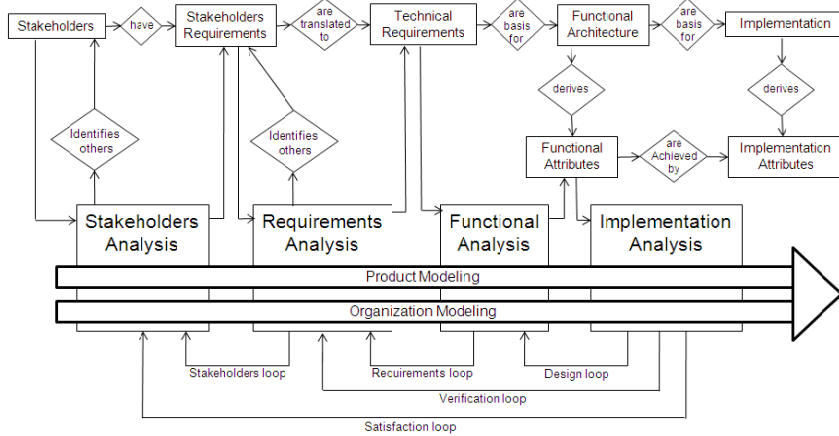 Stakeholders
have
Stakeholders
Requirements
are
translated
to
Technical
Requirements
are
basis
for
Functional
Architecture
are
basis
for
Implementation
derives
derives
Identifies
others
Identifies
others
Functional
Attributes
are
Achieved
by
Implementation
Attributes
Stakeholders
Analysis
Requirements
Analysis
Functional
Analysis
Implementation
Analysis
Product Modeling
Organization Modeling
Stakeholders loop
Recuirements loop
Design loop
Verification loop
Satisfaction loop